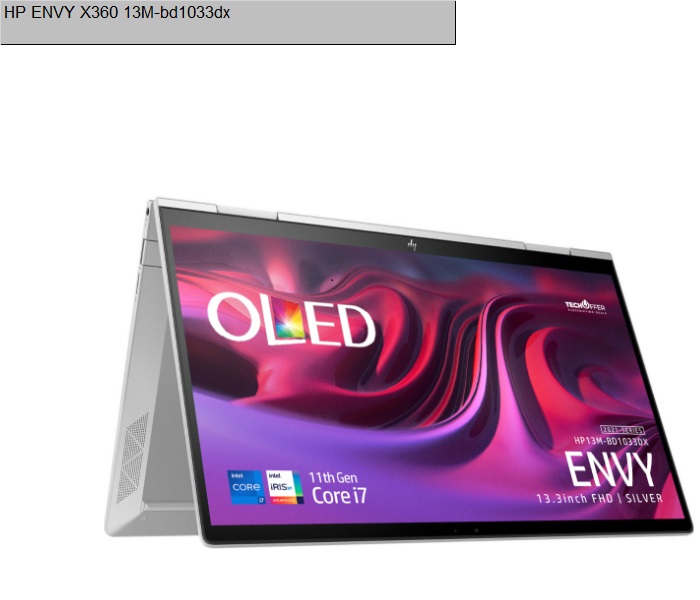 HP ENVY X360 13M-bd1033dx
hp
OLED
TECHOFFER
2021-SERIES
HP13M-BD1033DX
ENVY
13.3inch FHD | SILVER
intel
CORE
i7
intel
iRIS xe
GRAPHICS
11th Gen
Core i7